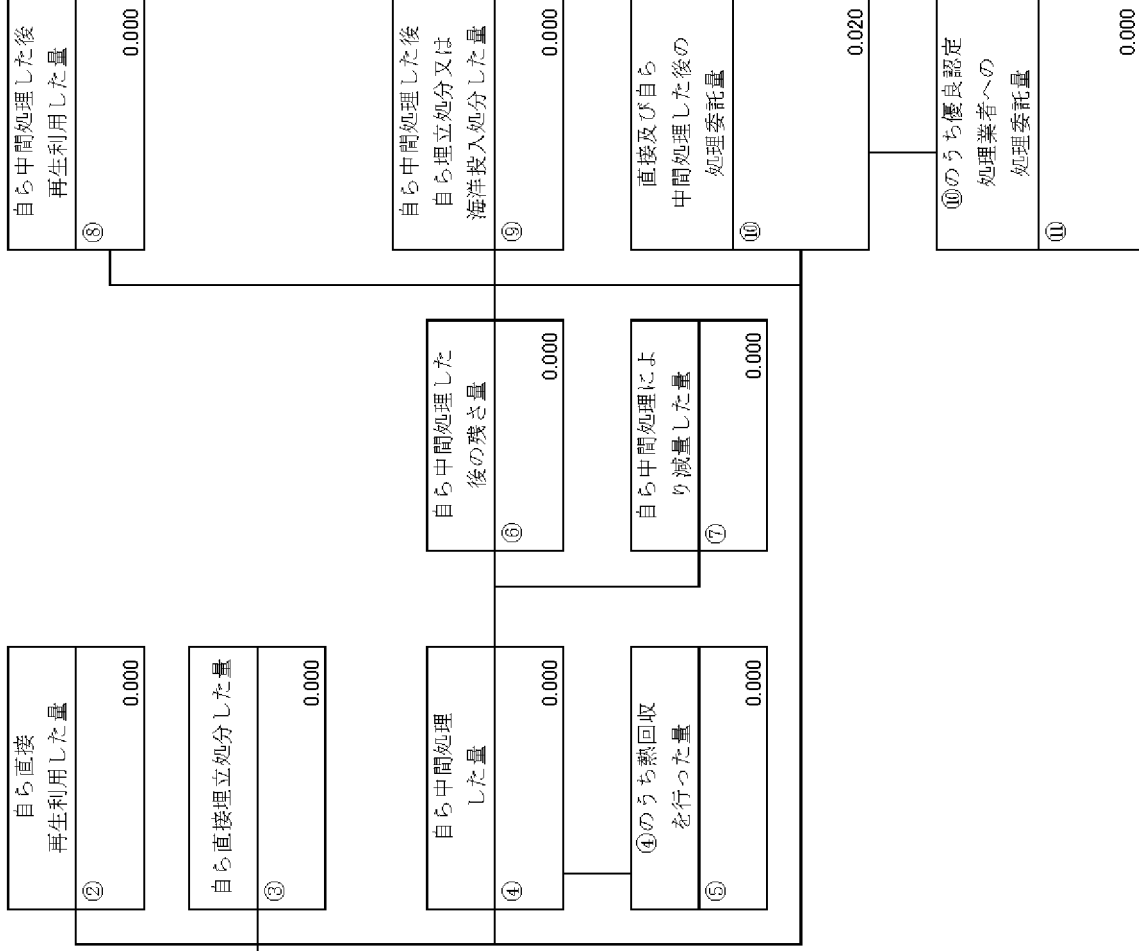 自ら直接
再生利用した量
②
0.000
自ら直接埋立処分した量
③
0.000
自ら中間処理
した量
④
0.000
④のうち熱回収
を行った量
⑤
0.000
自ら中間処理した
後の残さ量
⑥
0.000
自ら中間処理によ
り減量した量
⑦
0.000
自ら中間処理した後
再生利用した量
⑧
0.000
自ら中間処理した後
自ら埋立処分又は
海洋投入処分した量
⑨
0.000
直接及び自ら
中間処理した後の
処理委託量
⑩
0.020
⑩のうち優良認定
処理業者への
処理委託量
⑪
0.000